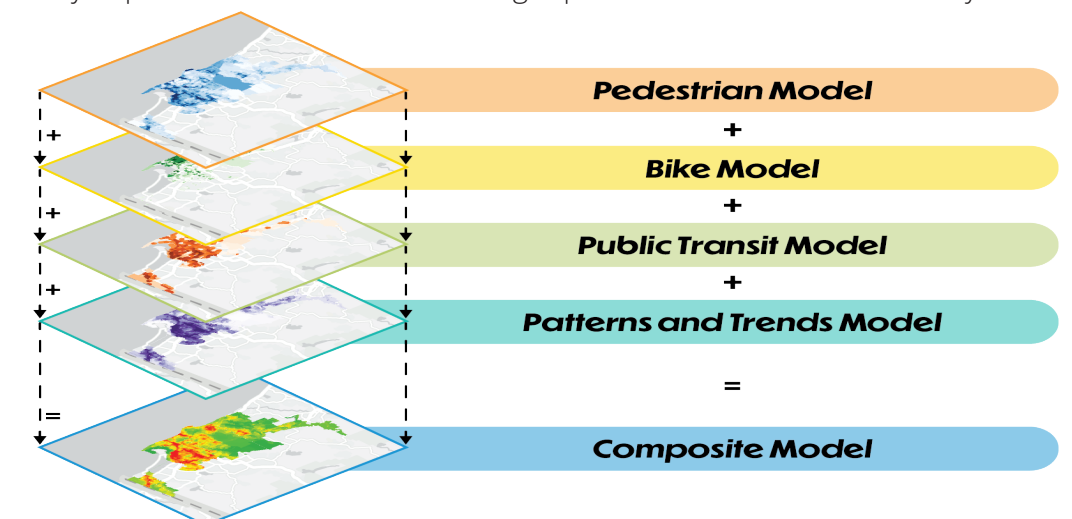 Pedestrian Model
+
+
Bike Model
+
+
Public Transit Model
+
+
Patterns and Trends Model
=
=
Composite Model